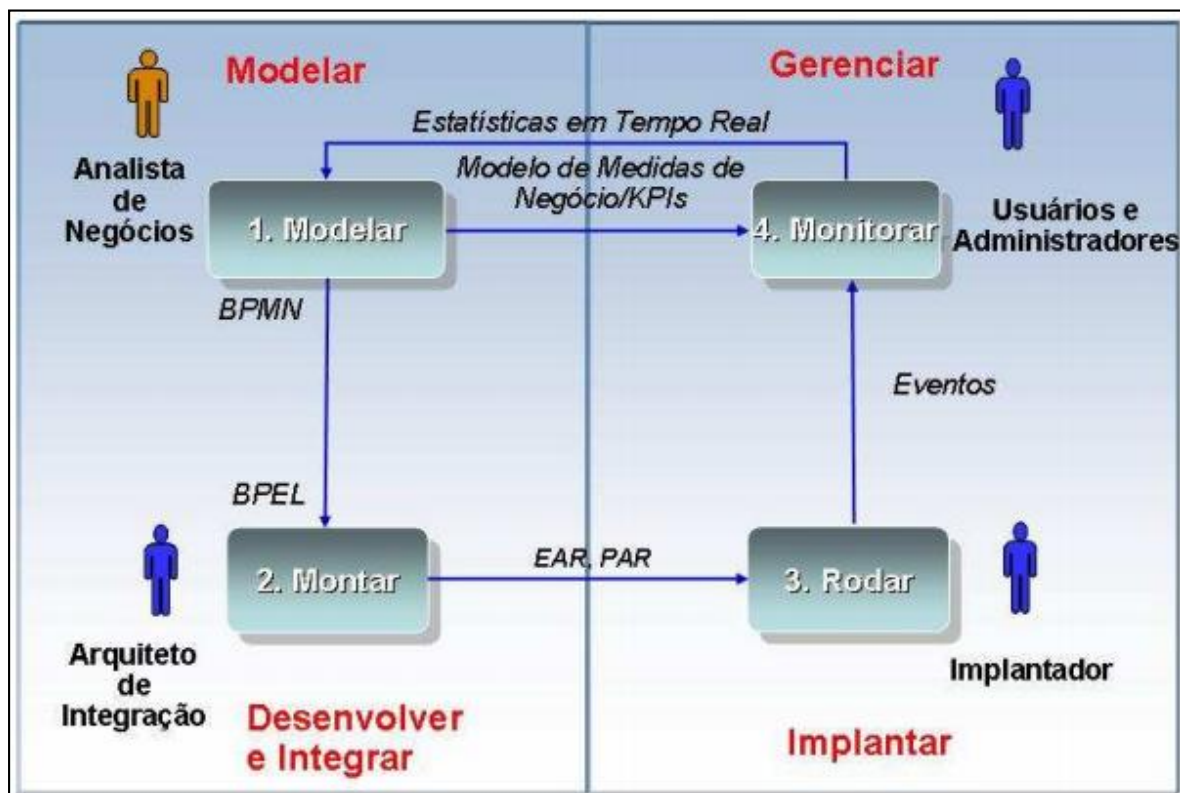 Modelar
Gerenciar
Estatísticas em Tempo Real
Analista
de
Negócios
Modelo de Medidas de
Negócio/KPIs
1. Modelar
4. Monitorar
Usuários e
Administradores
BPMN
Eventos
BPEL
2. Montar
EAR, PAR
3. Rodar
Arquiteto
de
Integração
Implantador
Desenvolver
e Integrar
Implantar